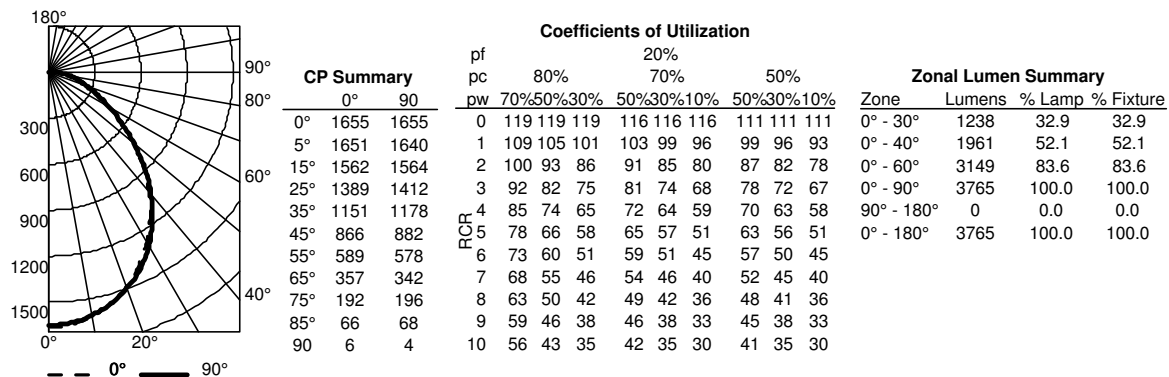 180°
90°
80°
60°
40°
300
600
900
1200
1500
0° 20°
0° 90°
CP Summary
0° 90
0° 1655 1655
5° 1651 1640
15° 1562 1564
25° 1389 1412
35° 1151 1178
45° 866 882
55° 589 578
65° 357 342
75° 192 196
85° 66 68
90 6 4
Coefficients of Utilization
pf 20%
pc 80% 70% 50%
pw 70%50%30% 50%30%10% 50%30%10%
RCR
0 119 119 119 116 116 116 111 111 111
1 109 105 101 103 99 96 99 96 93
2 100 93 86 91 85 80 87 82 78
3 92 82 75 81 74 68 78 72 67
4 85 74 65 72 64 59 70 63 58
5 78 66 58 65 57 51 63 56 51
6 73 60 51 59 51 45 57 50 45
7 68 55 46 54 46 40 52 45 40
8 63 50 42 49 42 36 48 41 36
9 59 46 38 46 38 33 45 38 33
10 56 43 35 42 35 30 41 35 30
Zonal Lumen Summary
Zone Lumens % Lamp % Fixture
0° - 30° 1238 32.9 32.9
0° - 40° 1961 52.1 52.1
0° - 60° 3149 83.6 83.6
0° - 90° 3765 100.0 100.0
90° - 180° 0 0.0 0.0
0° - 180° 3765 100.0 100.0